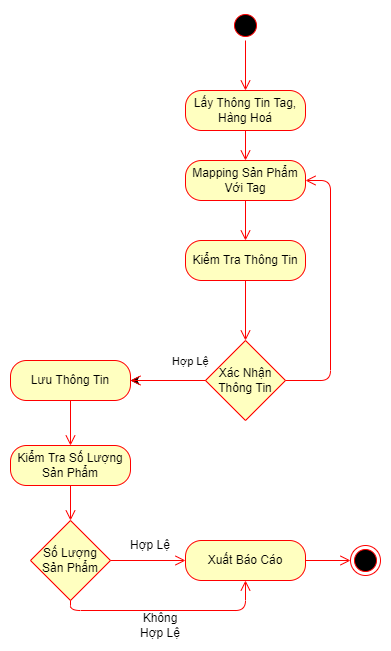 Lấy Thông Tin Tag,
Hàng Hoá
Mapping Sản Phẩm
Với Tag
Kiểm Tra Thông Tin
Xác Nhận
Thông Tin
Hợp Lệ
Lưu Thông Tin
Kiểm Tra Số Lượng
Sản Phẩm
Số Lượng
Sản Phẩm
Hợp Lệ
Xuất Báo Cáo
Không
Hợp Lệ